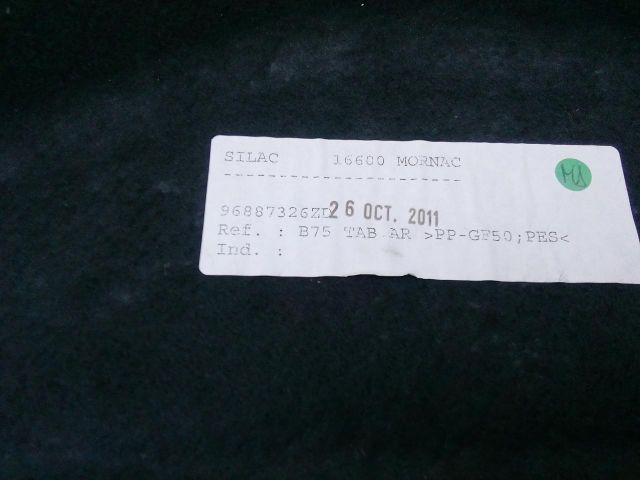 SILAC 16600 MORNAC
-----------------------
96887326ZD 26 OCT. 2011
Ref. : B75 TAB AR >PP-GF50;PES<
Ind. :